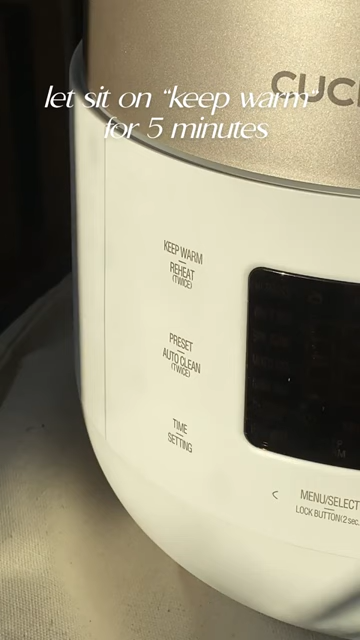 CUC
let sit on "keep warm"
for 5 minutes
KEEP WARM
REHEAT
(TWICE)
PRESET
AUTO CLEAN
(TWICE)
TIME
SETTING
< MENU/SELECT
LOCK BUTTON(2 sec.